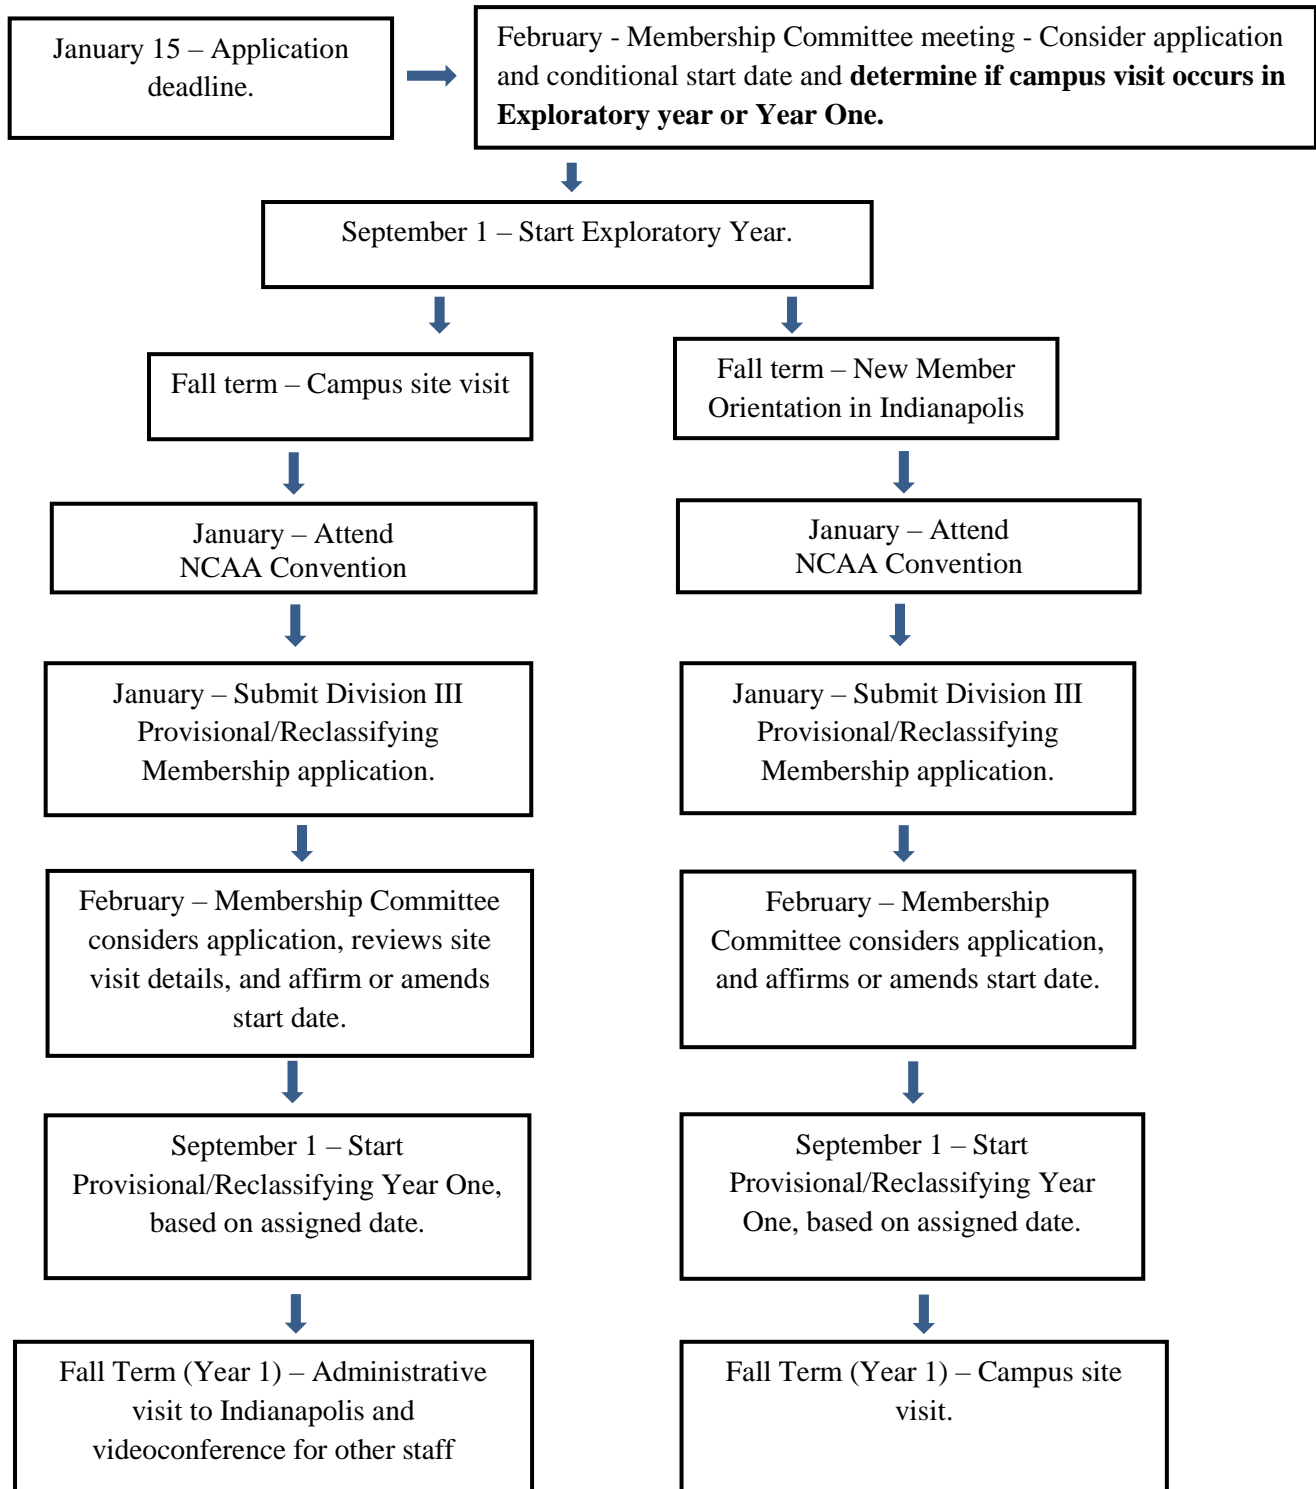 January 15 – Application
deadline.
February - Membership Committee meeting - Consider application
and conditional start date and determine if campus visit occurs in
Exploratory year or Year One.
September 1 – Start Exploratory Year.
Fall term – Campus site visit
Fall term – New Member
Orientation in Indianapolis
January – Attend
NCAA Convention
January – Attend
NCAA Convention
January – Submit Division III
Provisional/Reclassifying
Membership application.
January – Submit Division III
Provisional/Reclassifying
Membership application.
February – Membership Committee
considers application, reviews site
visit details, and affirm or amends
start date.
February – Membership
Committee considers application,
and affirms or amends start date.
September 1 – Start
Provisional/Reclassifying Year One,
based on assigned date.
September 1 – Start
Provisional/Reclassifying Year
One, based on assigned date.
Fall Term (Year 1) – Administrative
visit to Indianapolis and
videoconference for other staff
Fall Term (Year 1) – Campus site
visit.